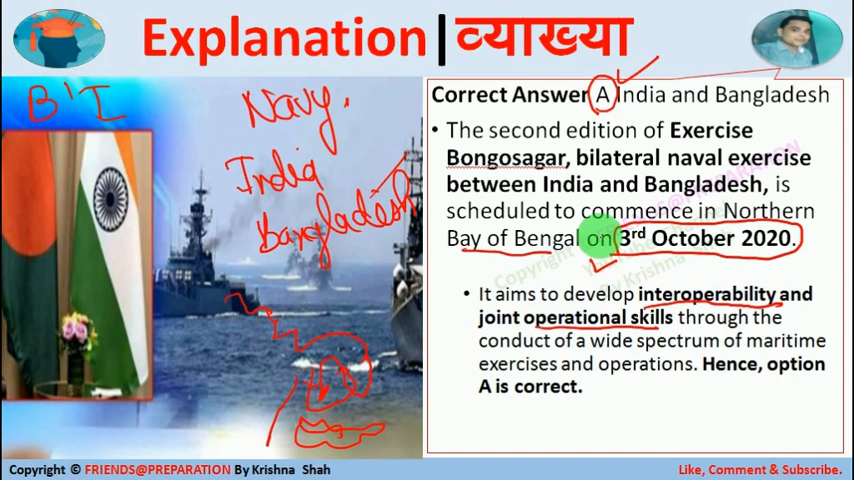 Explanation|व्याख्या
B'I
Navy.
India
Bangladesh
Correct Answer A India and Bangladesh
• The second edition of Exercise
Bongosagar, bilateral naval exercise
between India and Bangladesh, is
scheduled to commence in Northern
Bay of Bengal on 3rd October 2020.
• It aims to develop interoperability and
joint operational skills through the
conduct of a wide spectrum of maritime
exercises and operations. Hence, option
A is correct.
Copyright © FRIENDS@PREPARATION By Krishna Shah
Like, Comment & Subscribe.